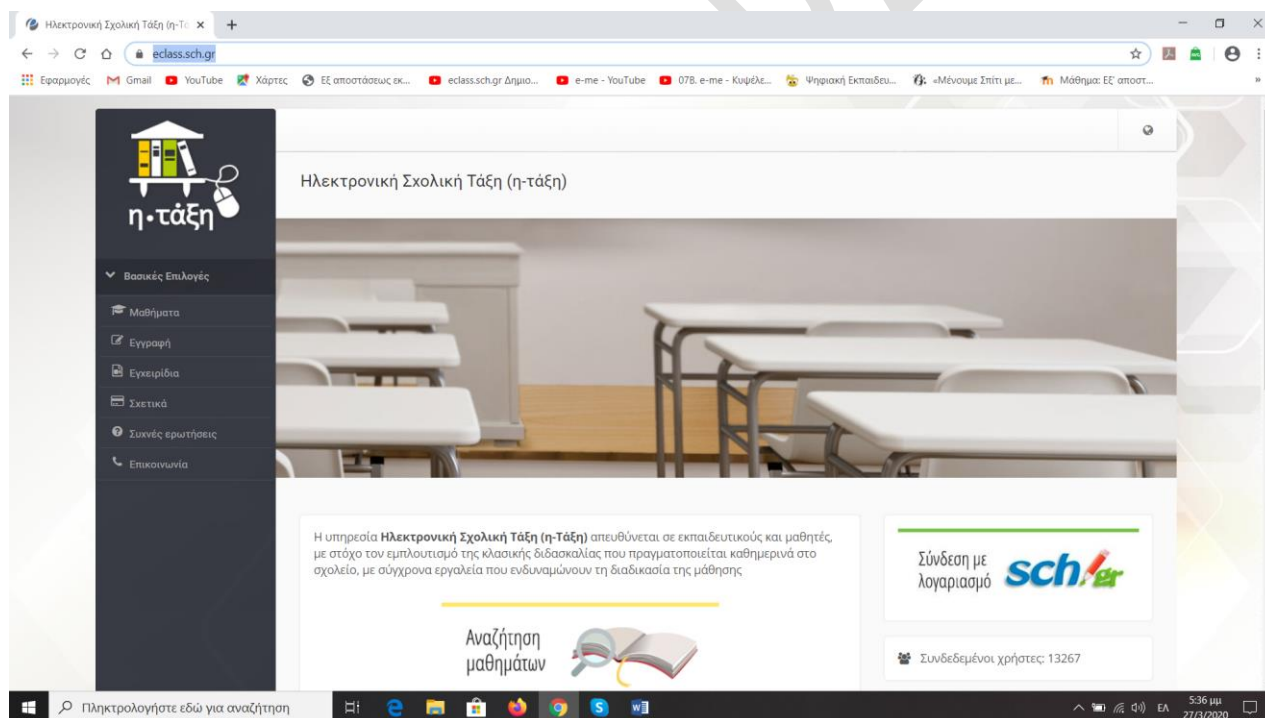 Ηλεκτρονική Σχολική Τάξη (η-Τά
eclass.sch.gr
Εφαρμογές Gmail YouTube Χάρτες Εξ αποστάσεως εκ... eclass.sch.gr Δημιο... e-me - YouTube 078. e-me - Κυψέλε... Ψηφιακή Εκπαιδευ... «Μένουμε Σπίτι με... Μάθημα: Εξ' αποστ... »
η·τάξη
Ηλεκτρονική Σχολική Τάξη (η-τάξη)
Βασικές Επιλογές
Μαθήματα
Εγγραφή
Εγχειρίδια
Σχετικά
Συχνές ερωτήσεις
Επικοινωνία
Η υπηρεσία Ηλεκτρονική Σχολική Τάξη (η-Τάξη) απευθύνεται σε εκπαιδευτικούς και μαθητές,
με στόχο τον εμπλουτισμό της κλασικής διδασκαλίας που πραγματοποιείται καθημερινά στο
σχολείο, με σύγχρονα εργαλεία που ενδυναμώνουν τη διαδικασία της μάθησης
Αναζήτηση
μαθημάτων
Σύνδεση με
λογαριασμό
sch.gr
Συνδεδεμένοι χρήστες: 13267
Πληκτρολογήστε εδώ για αναζήτηση
ΕΛ
5:36 μμ
27/3/2020